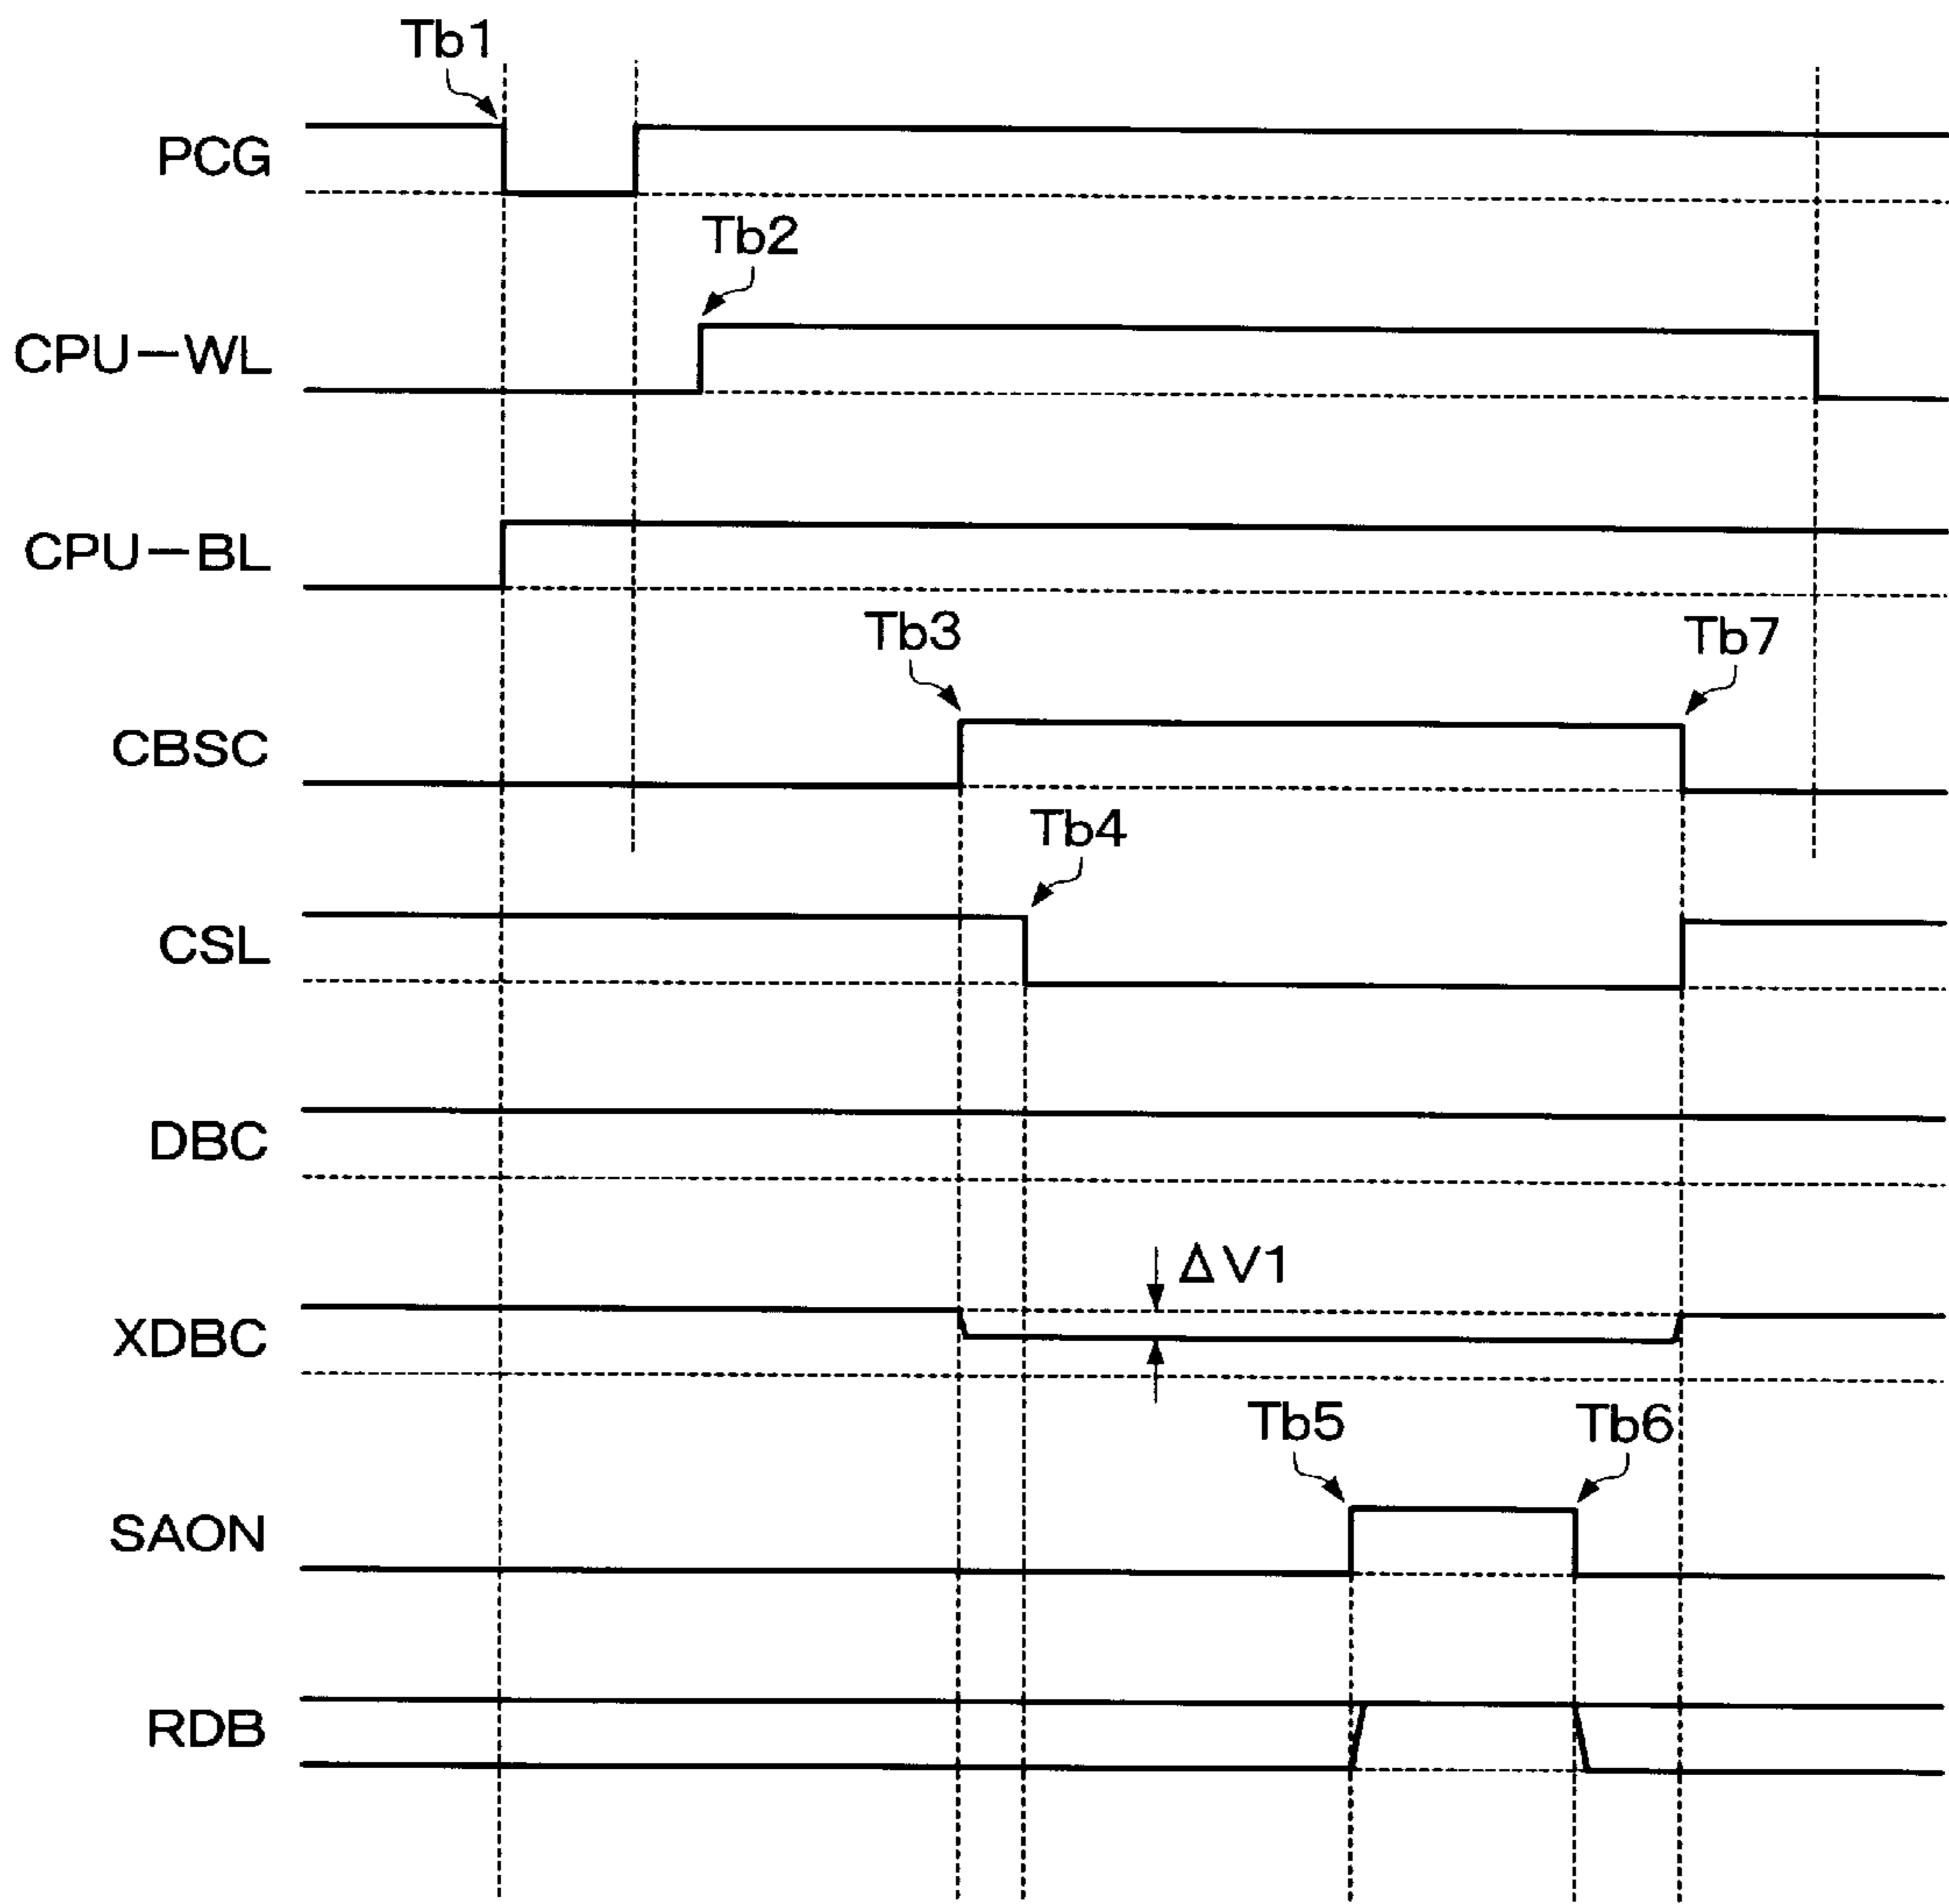 Tb1
PCG
Tb2
CPU-WL
CPU-BL
Tb3 Tb7
CBSC
Tb4
CSL
DBC
ΔV1
XDBC
Tb5 Tb6
SAON
RDB